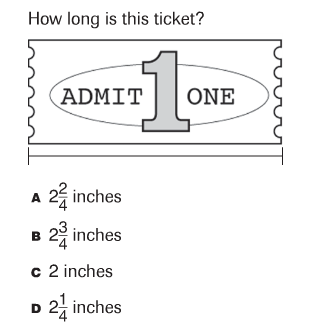 How long is this ticket?
ADMIT 1 ONE
A 2 2/4 inches
B 2 3/4 inches
C 2 inches
D 2 1/4 inches